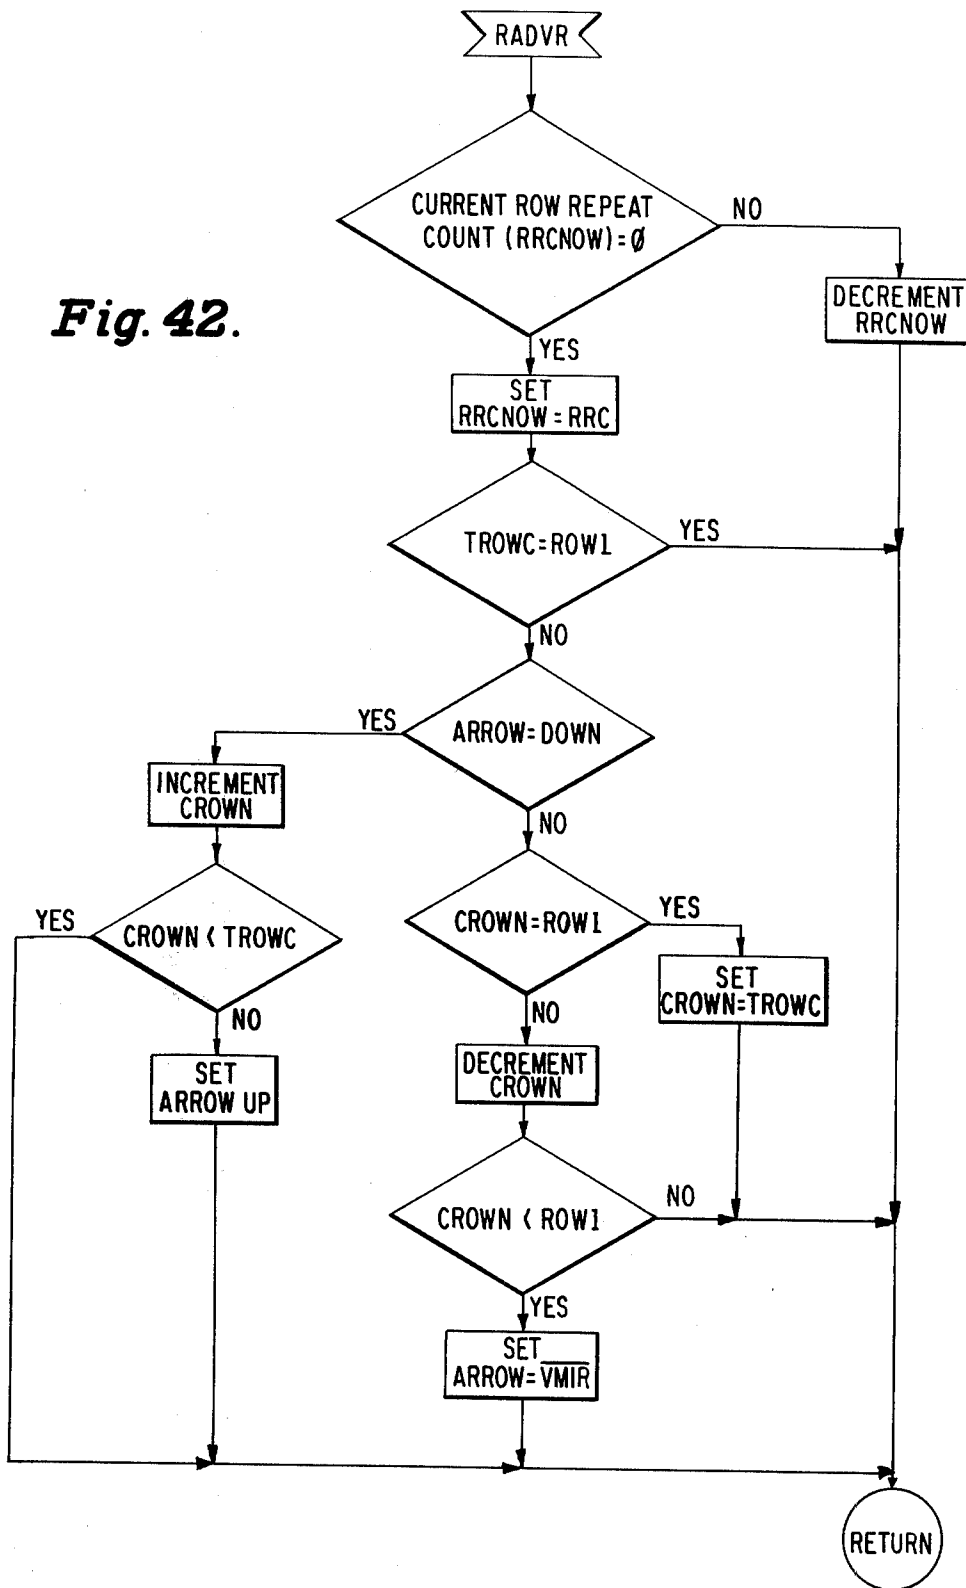 RADVR
CURRENT ROW REPEAT
COUNT (RRCNOW)=Ø
NO
DECREMENT
RRCNOW
Fig. 42.
YES
SET
RRCNOW=RRC
TROWC=ROW1
YES
NO
ARROW=DOWN
YES
INCREMENT
CROWN
NO
CROWN=ROW1
YES
CROWN < TROWC
YES
SET
CROWN=TROWC
NO
NO
SET
ARROW UP
DECREMENT
CROWN
CROWN < ROW1
NO
YES
SET
ARROW=V̅M̅I̅R̅
RETURN